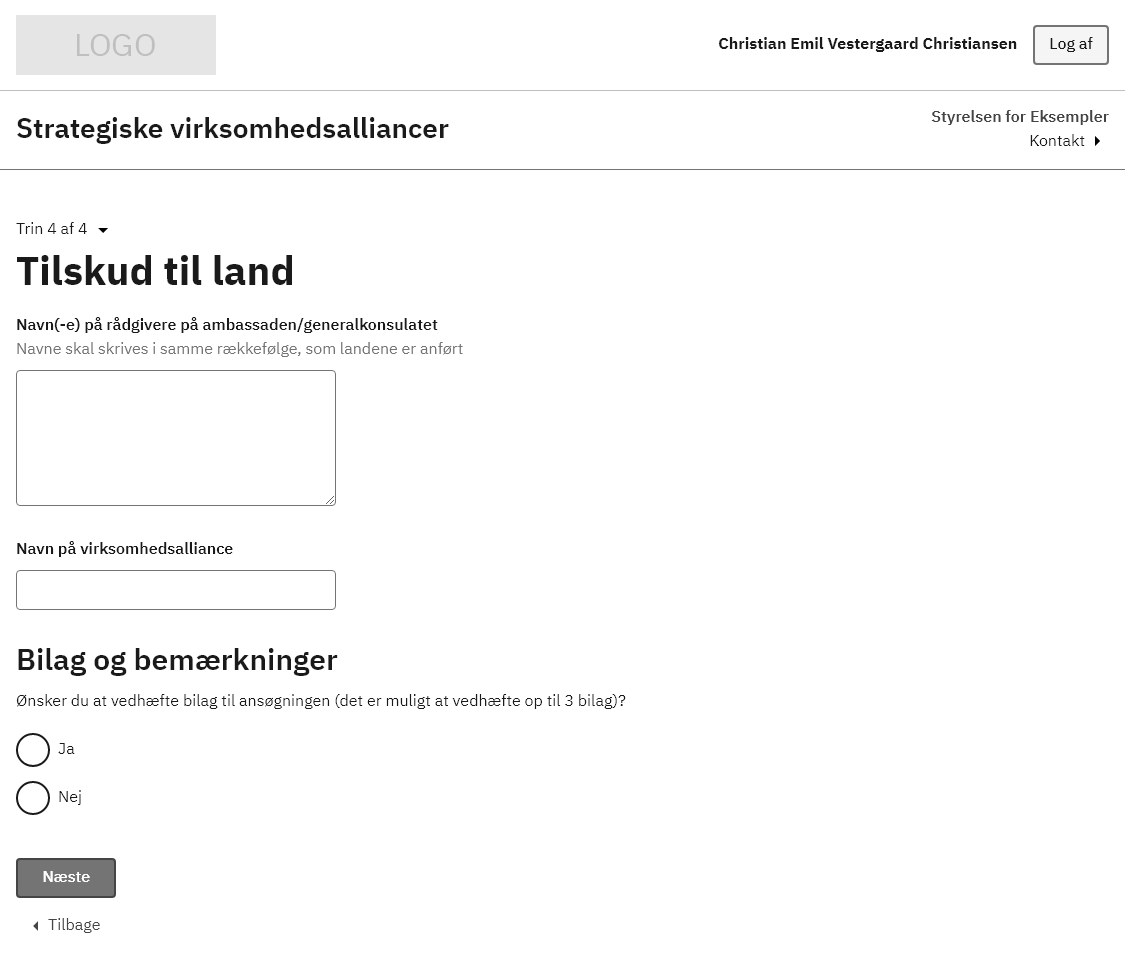 LOGO
Christian Emil Vestergaard Christiansen
Log af
Strategiske virksomhedsalliancer
Styrelsen for Eksempler
Kontakt
Trin 4 af 4
Tilskud til land
Navn(-e) på rådgivere på ambassaden/generalkonsulatet
Navne skal skrives i samme rækkefølge, som landene er anført
Navn på virksomhedsalliance
Bilag og bemærkninger
Ønsker du at vedhæfte bilag til ansøgningen (det er muligt at vedhæfte op til 3 bilag)?
Ja
Nej
Næste
Tilbage